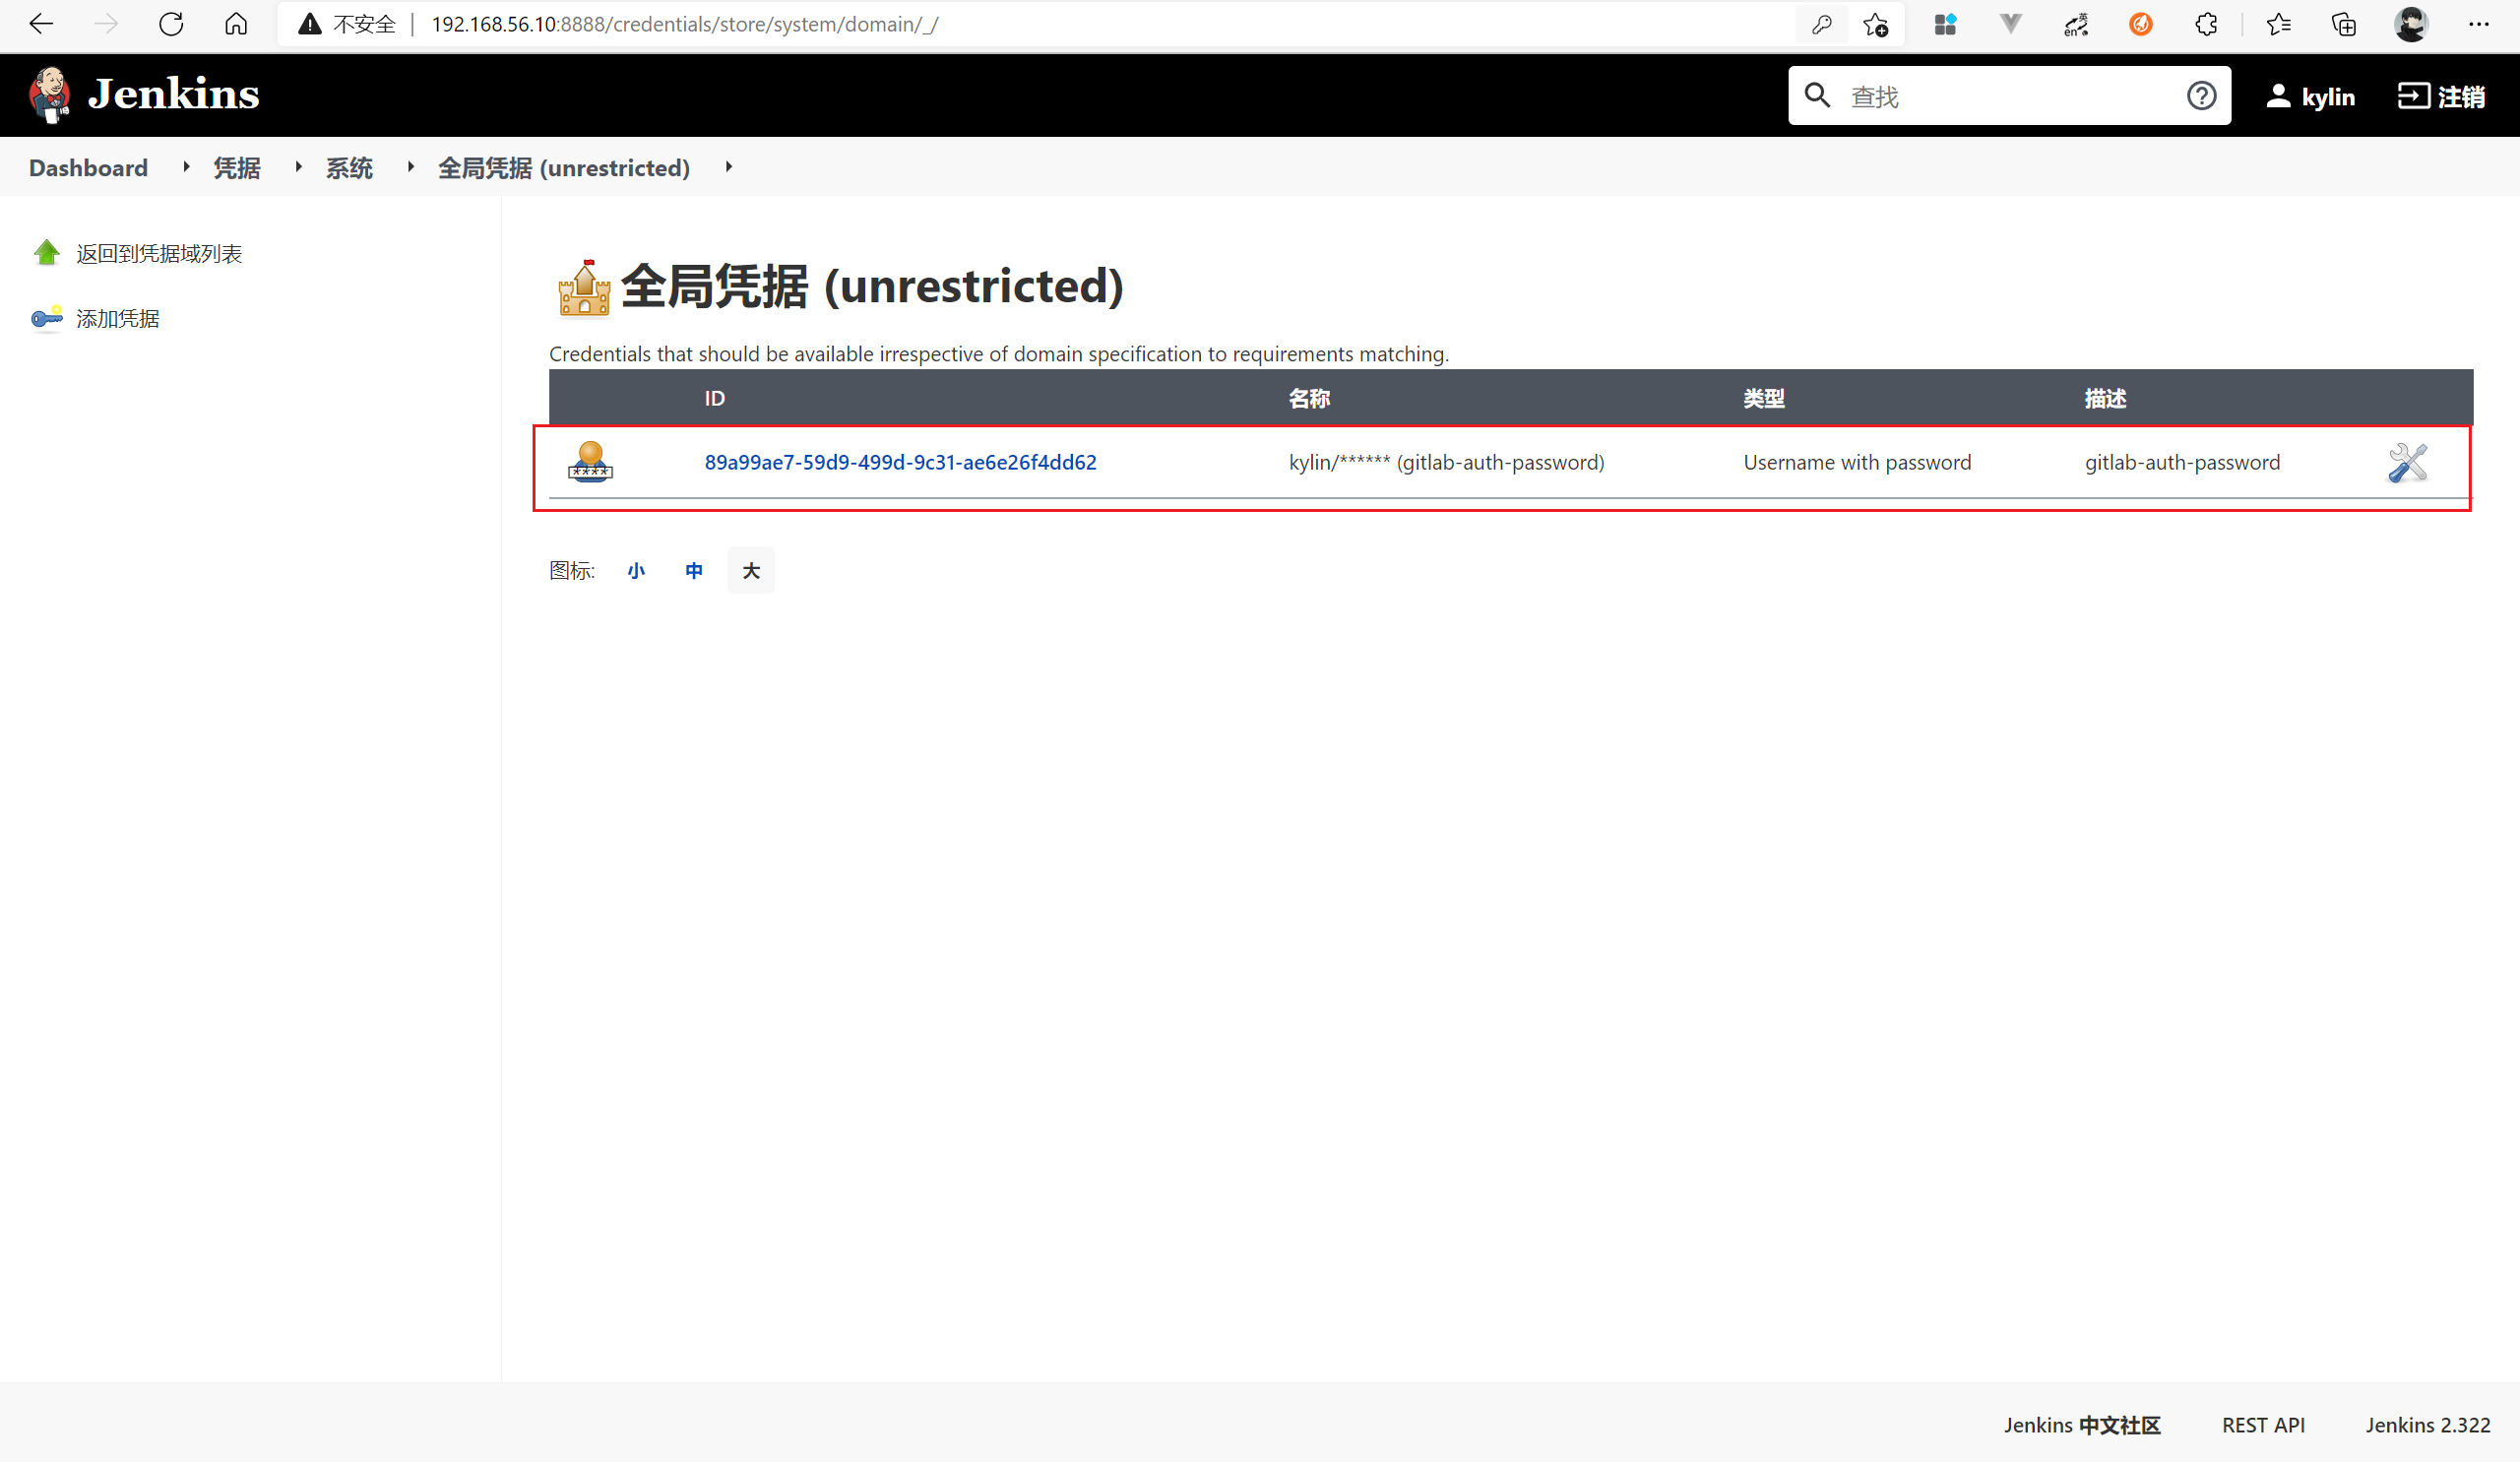 不安全 | 192.168.56.10:8888/credentials/store/system/domain/_/
英
en
Jenkins
查找
kylin
注销
Dashboard 凭据 系统 全局凭据 (unrestricted)
返回到凭据域列表
添加凭据
全局凭据 (unrestricted)
Credentials that should be available irrespective of domain specification to requirements matching.
ID 名称 类型 描述
****
89a99ae7-59d9-499d-9c31-ae6e26f4dd62 kylin/****** (gitlab-auth-password) Username with password gitlab-auth-password
图标: 小 中 大
Jenkins 中文社区 REST API Jenkins 2.322